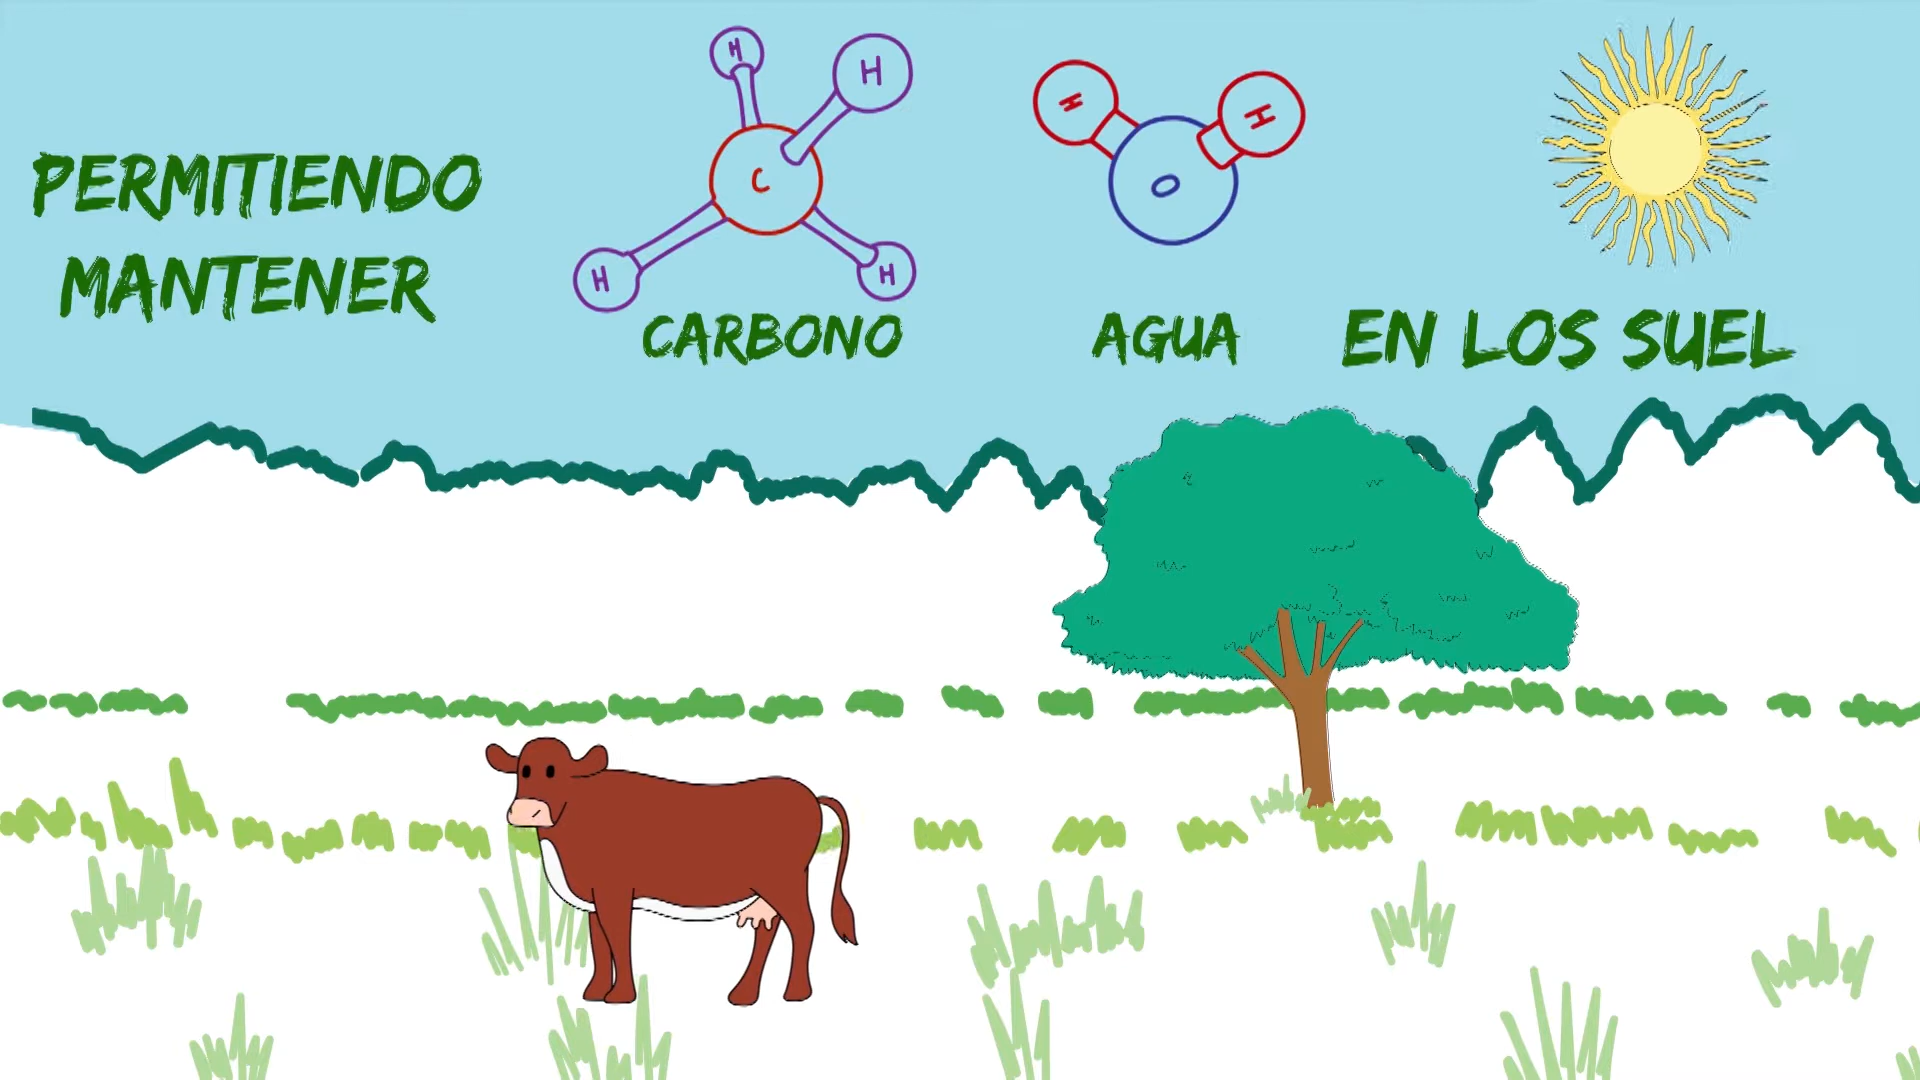 PERMITIENDO
MANTENER
H
H
C
H
H
CARBONO
H
H
O
AGUA
EN LOS SUEL